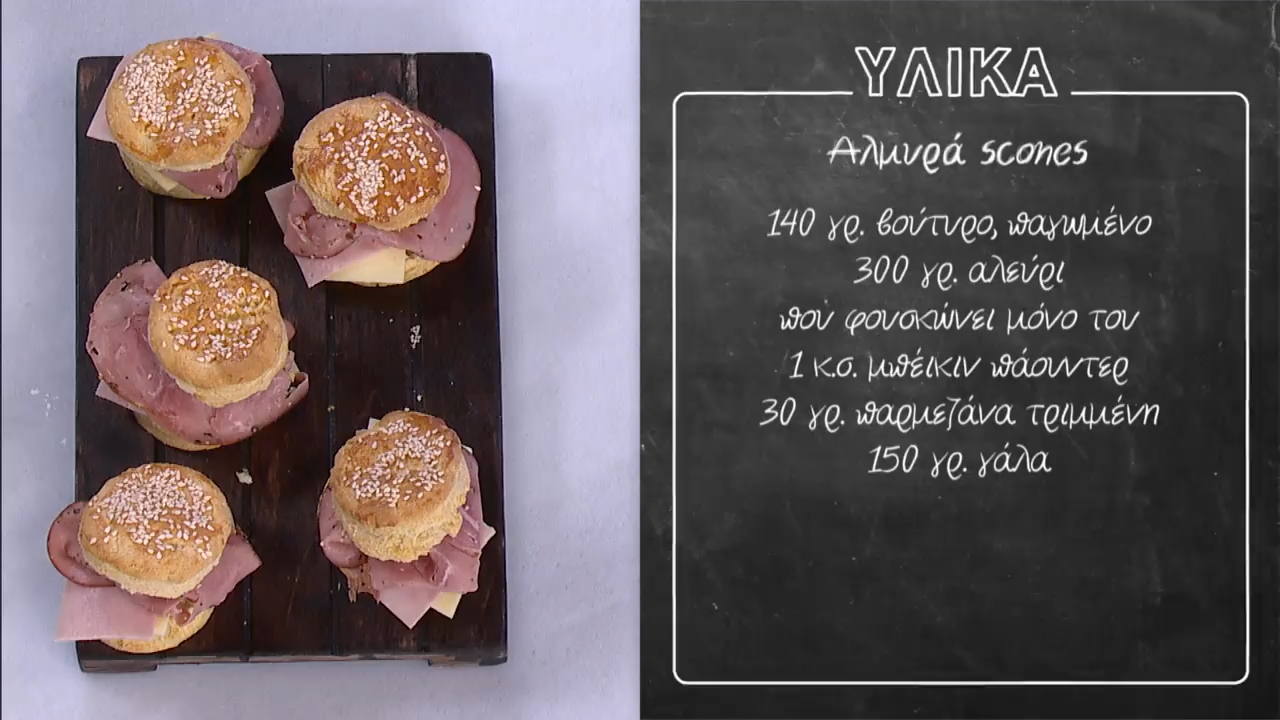 ΥΛΙΚΑ
Αλμυρά scones
140 γρ. βούτυρο, παγωμένο
300 γρ. αλεύρι
που φουσκώνει μόνο του
1 κ.σ. μπέικιν πάουντερ
30 γρ. παρμεζάνα τριμμένη
150 γρ. γάλα